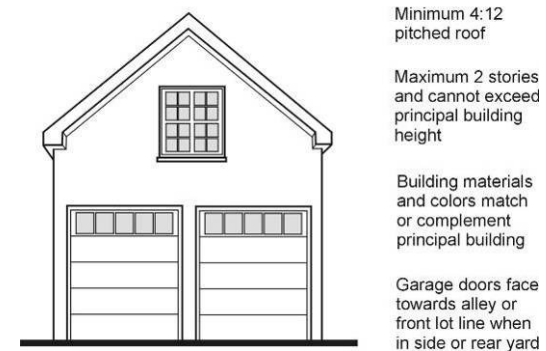 Minimum 4:12
pitched roof
Maximum 2 stories
and cannot exceed
principal building
height
Building materials
and colors match
or complement
principal building
Garage doors face
towards alley or
front lot line when
in side or rear yard